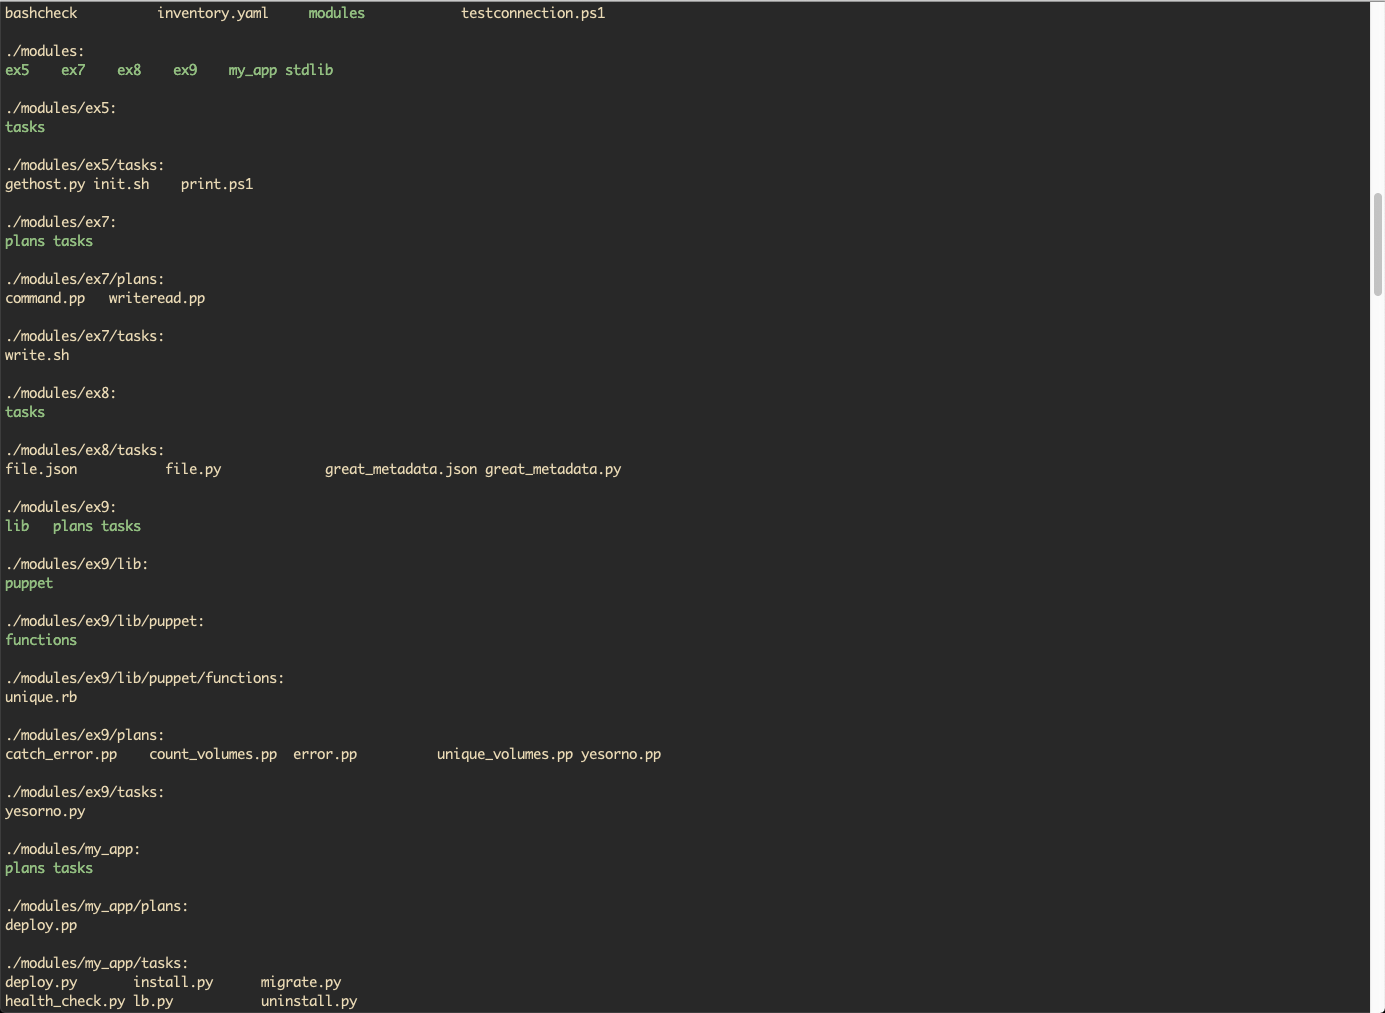 bashcheck inventory.yaml modules testconnection.ps1
./modules:
ex5 ex7 ex8 ex9 my_app stdlib
./modules/ex5:
tasks
./modules/ex5/tasks:
gethost.py init.sh print.ps1
./modules/ex7:
plans tasks
./modules/ex7/plans:
command.pp writeread.pp
./modules/ex7/tasks:
write.sh
./modules/ex8:
tasks
./modules/ex8/tasks:
file.json file.py great_metadata.json great_metadata.py
./modules/ex9:
lib plans tasks
./modules/ex9/lib:
puppet
./modules/ex9/lib/puppet:
functions
./modules/ex9/lib/puppet/functions:
unique.rb
./modules/ex9/plans:
catch_error.pp count_volumes.pp error.pp unique_volumes.pp yesorno.pp
./modules/ex9/tasks:
yesorno.py
./modules/my_app:
plans tasks
./modules/my_app/plans:
deploy.pp
./modules/my_app/tasks:
deploy.py install.py migrate.py
health_check.py lb.py uninstall.py